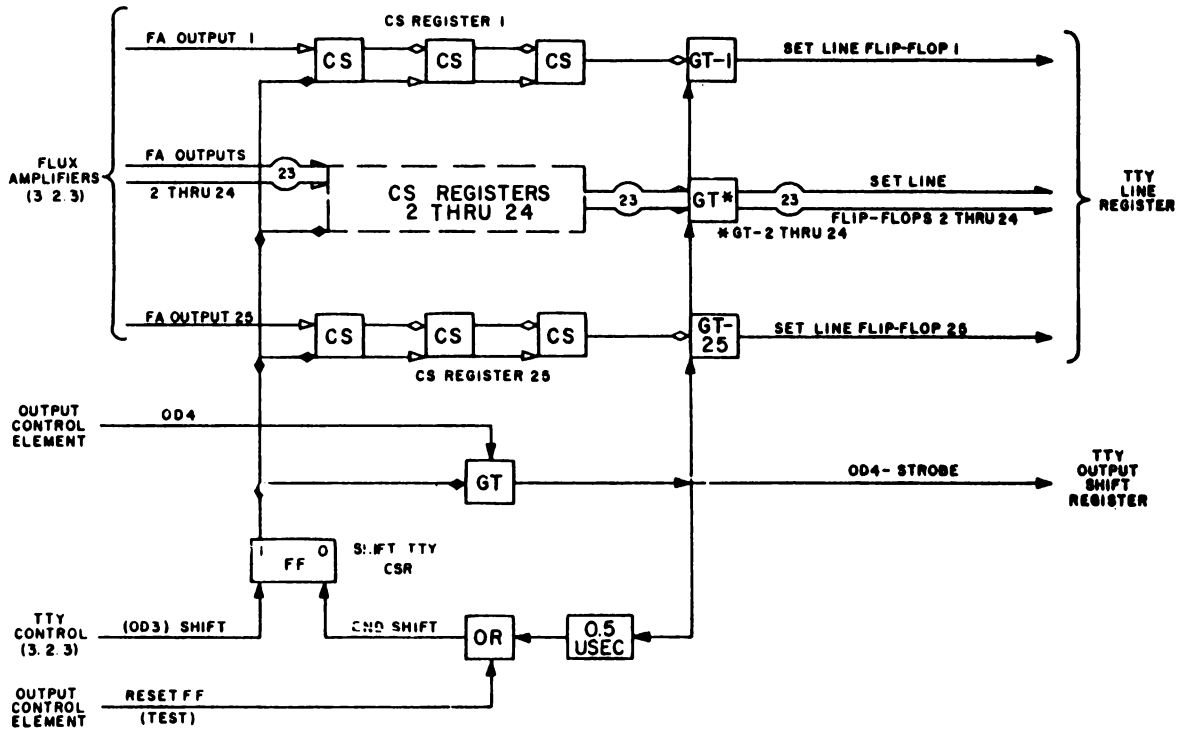 CS REGISTER 1
FA OUTPUT 1
CS
CS
CS
GT-1
SET LINE FLIP-FLOP 1
FLUX
AMPLIFIERS
(3.2.3)
FA OUTPUTS
2 THRU 24
23
CS REGISTERS
2 THRU 24
23
GT*
*GT-2 THRU 24
23
SET LINE
FLIP-FLOPS 2 THRU 24
TTY
LINE
REGISTER
FA OUTPUT 25
CS
CS
CS
CS REGISTER 25
GT-
25
SET LINE FLIP-FLOP 25
OUTPUT
CONTROL
ELEMENT
OD4
GT
OD4-STROBE
TTY
OUTPUT
SHIFT
REGISTER
1 0
FF
SHIFT TTY
CSR
TTY
CONTROL
(3.2.3)
(OD3) SHIFT
END SHIFT
OR
0.5
USEC
OUTPUT
CONTROL
ELEMENT
RESET FF
(TEST)